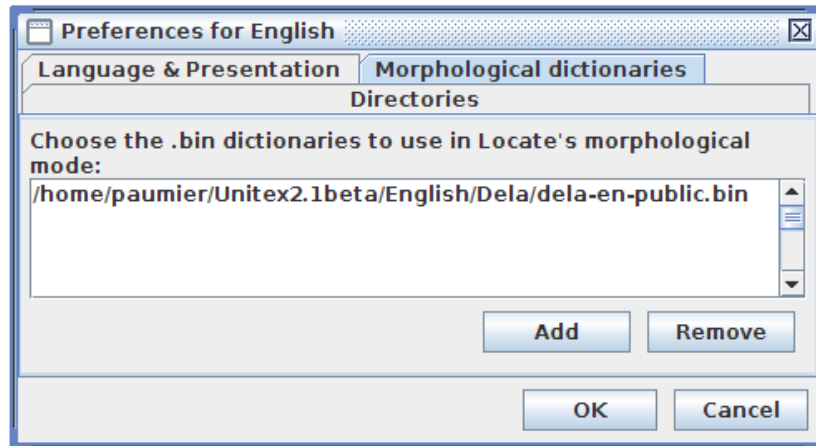 Preferences for English
Language & Presentation
Morphological dictionaries
Directories
Choose the .bin dictionaries to use in Locate's morphological
mode:
/home/paumier/Unitex2.1beta/English/Dela/dela-en-public.bin
Add
Remove
OK
Cancel